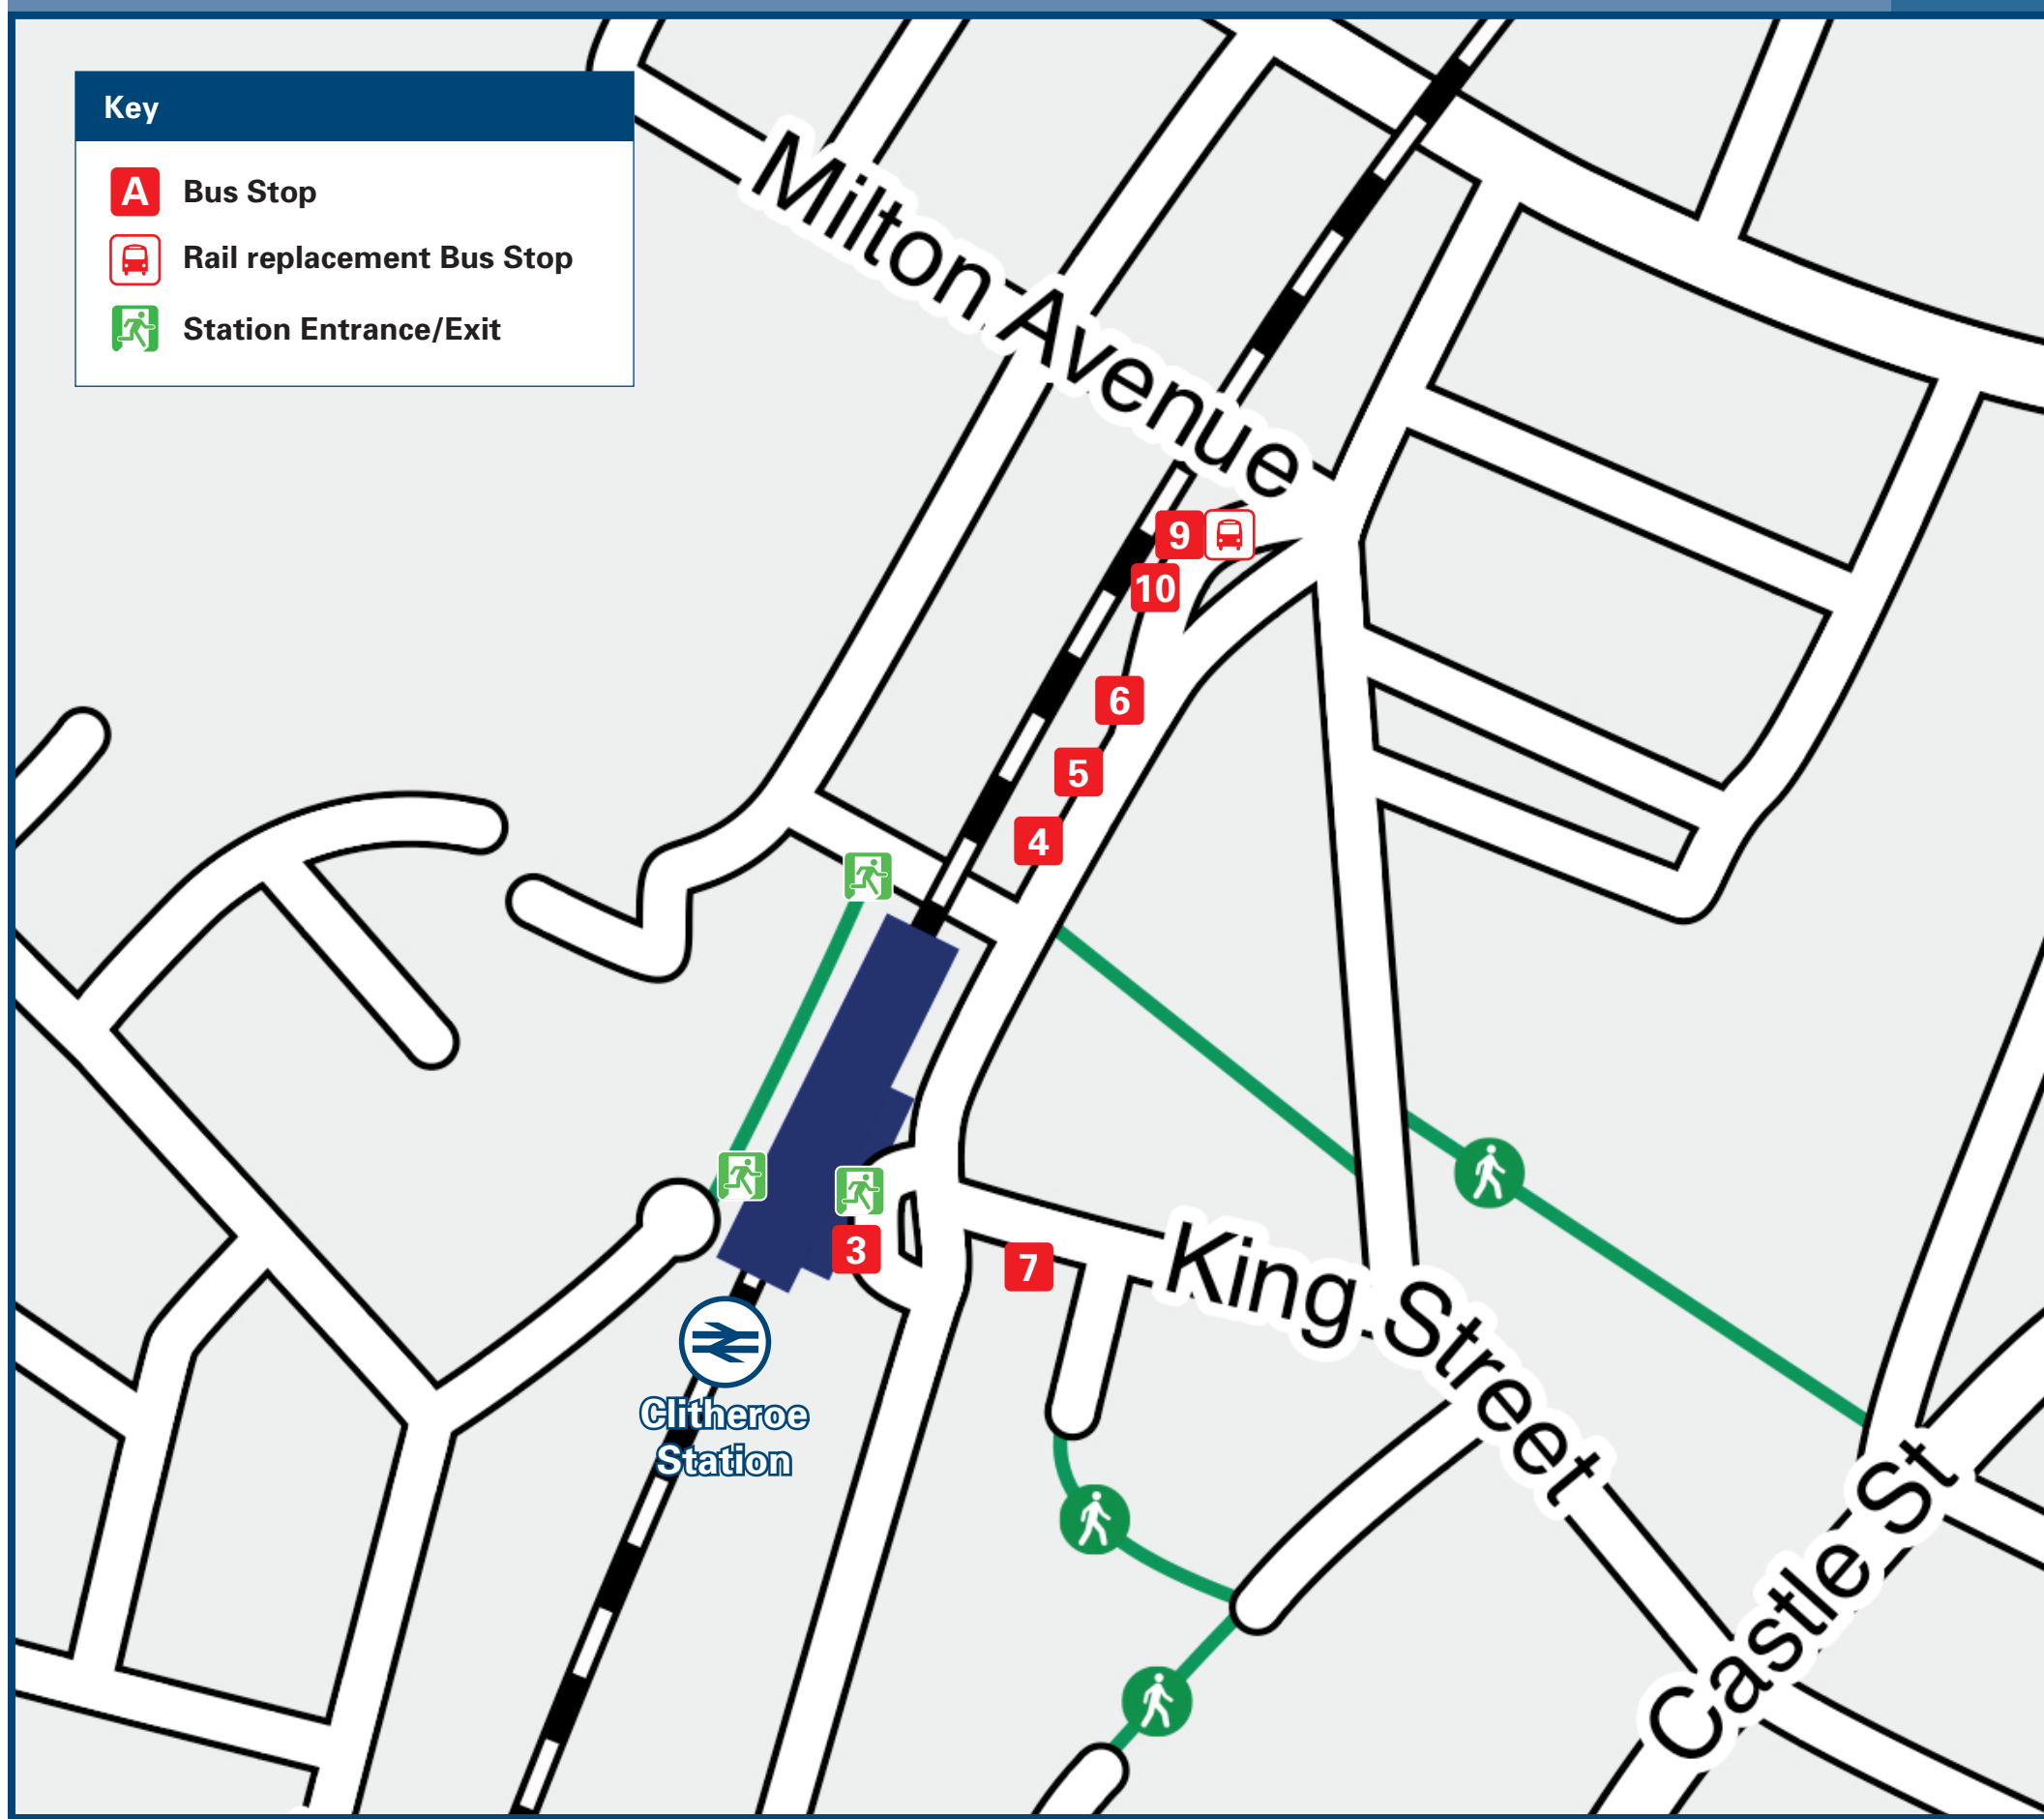 Key
A Bus Stop
Rail replacement Bus Stop
Station Entrance/Exit
Milton Avenue
9
10
6
5
4
3
7
King Street
Clitheroe
Station
Castle St